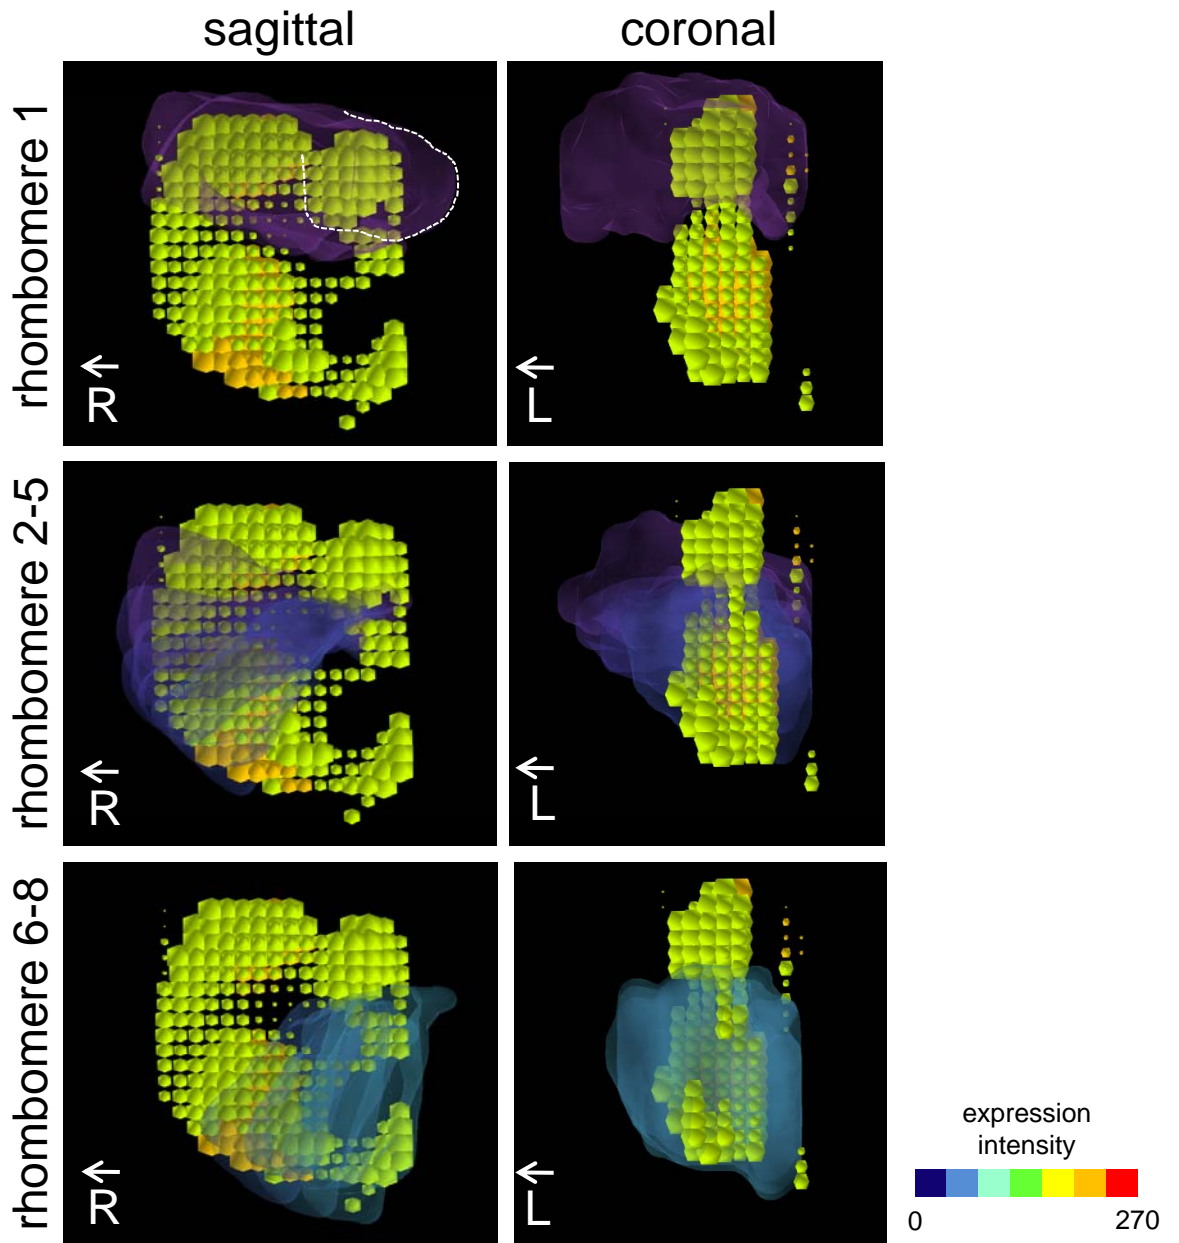 sagittal
coronal
rhombomere 1
R
L
rhombomere 2-5
R
L
rhombomere 6-8
R
L
expression
intensity
0
270